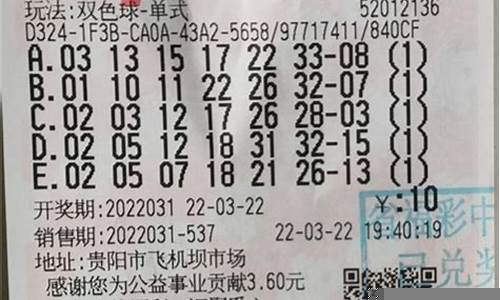 玩法:双色球-单式 52012136
D324-1F3B-CA0A-43A2-5658/97717411/840CF
A.03 13 15 17 22 33-08 (1)
B.01 10 11 22 26 32-07 (1)
C.02 03 12 16 26 28-03 (1)
D.02 05 12 18 31 32-15 (1)
E.02 05 07 18 21 26-13 (1)
¥:10
开奖期:2022031 22-03-22
销售期:2022031-537 22-03-22 19:40:19
地址:贵阳市飞机坝市场
感谢您为公益事业贡献3.60元
已兑奖